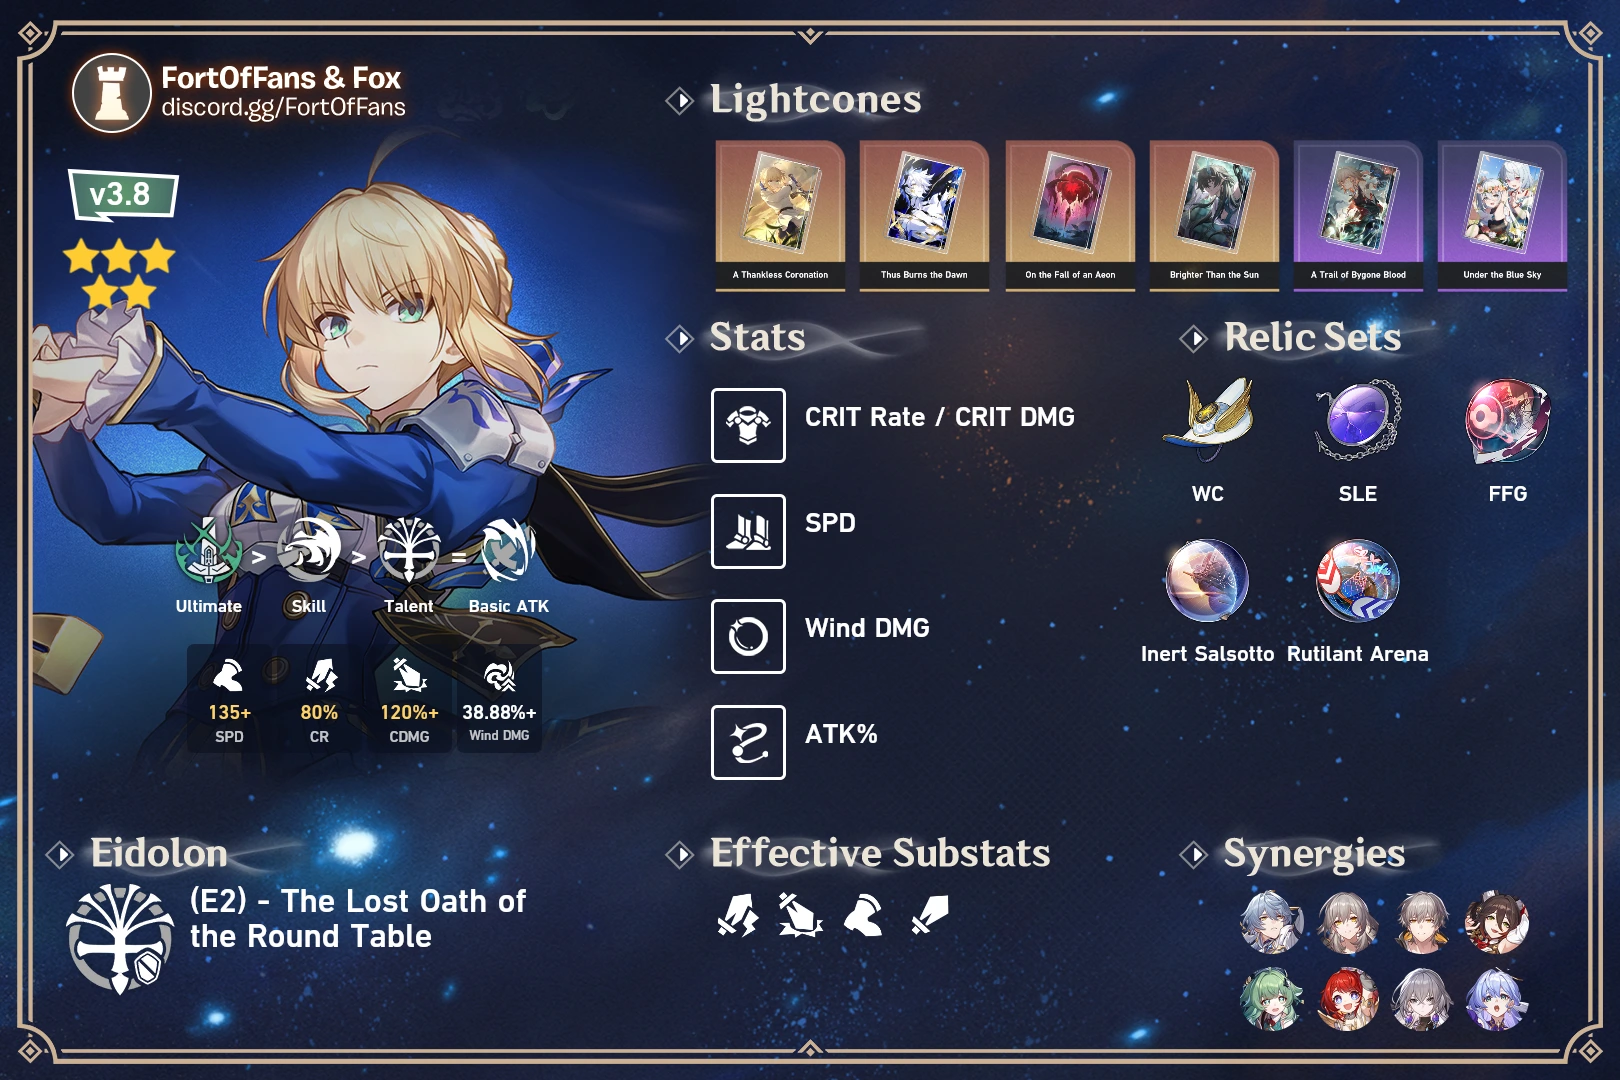 FortOfFans & Fox
discord.gg/FortOfFans
v3.8
Ultimate > Skill > Talent = Basic ATK
135+ 80% 120%+ 38.88%+
SPD CR CDMG Wind DMG
Eidolon
(E2) - The Lost Oath of
the Round Table
Lightcones
A Thankless Coronation
Thus Burns the Dawn
On the Fall of an Aeon
Brighter Than the Sun
A Trail of Bygone Blood
Under the Blue Sky
Stats
CRIT Rate / CRIT DMG
SPD
Wind DMG
ATK%
Relic Sets
WC SLE FFG
Inert Salsotto Rutilant Arena
Effective Substats
Synergies